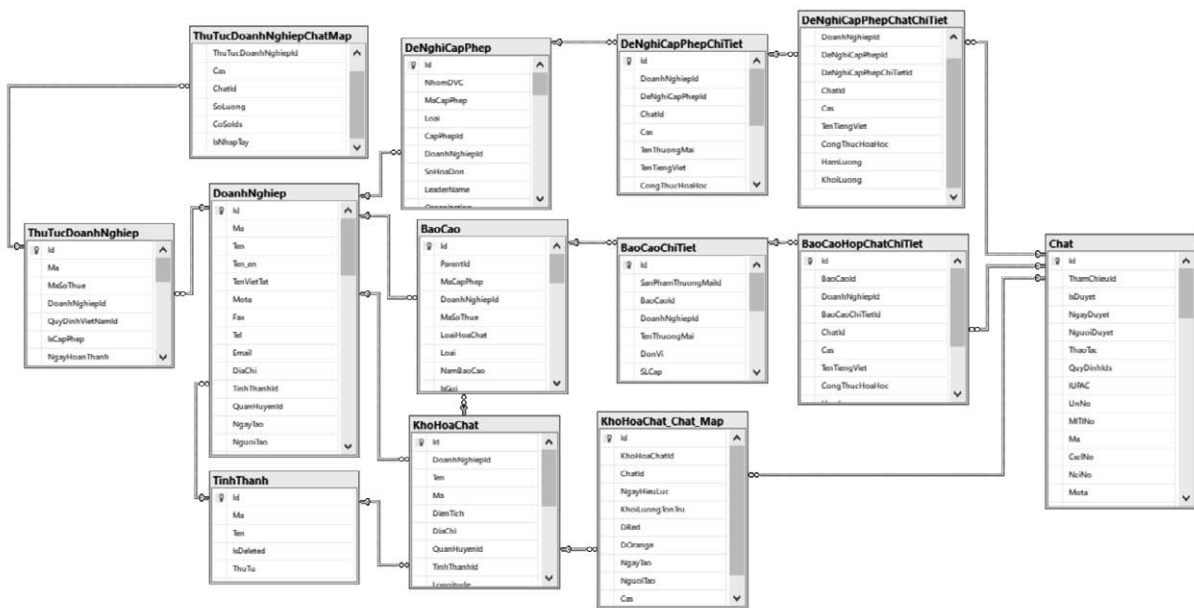 ThuTucDoanhNghiepChatMap
ThuTucDoanhNghiepId
Cas
ChatId
SoLuong
CoSoIds
IsNhapTay
DeNghiCapPhep
Id
NhomDVC
MaCapPhep
Loai
CapPhepId
DoanhNghiepId
SoHoaDon
LeaderName
Organization
DeNghiCapPhepChiTiet
Id
DoanhNghiepId
DeNghiCapPhepId
ChatId
Cas
TenThuongMai
TenTiengViet
CongThucHoaHoc
DeNghiCapPhepChatChiTiet
DoanhNghiepId
DeNghiCapPhepId
DeNghiCapPhepChiTietId
ChatId
Cas
TenTiengViet
CongThucHoaHoc
HamLuong
KhoiLuong
DoanhNghiep
Id
Ma
Ten
Ten_en
TenVietTat
Mota
Fax
Tel
Email
DiaChi
TinhThanhId
QuanHuyenId
NgayTao
NguoiTao
ThuTucDoanhNghiep
Id
Ma
MaSoThue
DoanhNghiepId
QuyDinhVietNamId
IsCapPhep
NgayHoanThanh
BaoCao
Id
ParentId
MaCapPhep
DoanhNghiepId
MaSoThue
LoaiHoaChat
Loai
NamBaoCao
IsGui
BaoCaoChiTiet
Id
SanPhamThuongMaiId
BaoCaoId
DoanhNghiepId
TenThuongMai
DonVi
SLCap
BaoCaoHopChatChiTiet
Id
BaoCaoId
DoanhNghiepId
BaoCaoChiTietId
ChatId
Cas
TenTiengViet
CongThucHoaHoc
Chat
Id
ThamChieuId
IsDuyet
NgayDuyet
NguoiDuyet
ThaoTac
QuyDinhIds
IUPAC
UnNo
MITINo
Ma
CsclNo
NciNo
Mota
TinhThanh
Id
Ma
Ten
IsDeleted
ThuTu
KhoHoaChat
Id
DoanhNghiepId
Ten
Ma
DienTich
DiaChi
QuanHuyenId
TinhThanhId
Longitude
KhoHoaChat_Chat_Map
Id
KhoHoaChatId
ChatId
NgayHieuLuc
KhoiLuongTonTru
DRed
DOrange
NgayTao
NguoiTao
Cas